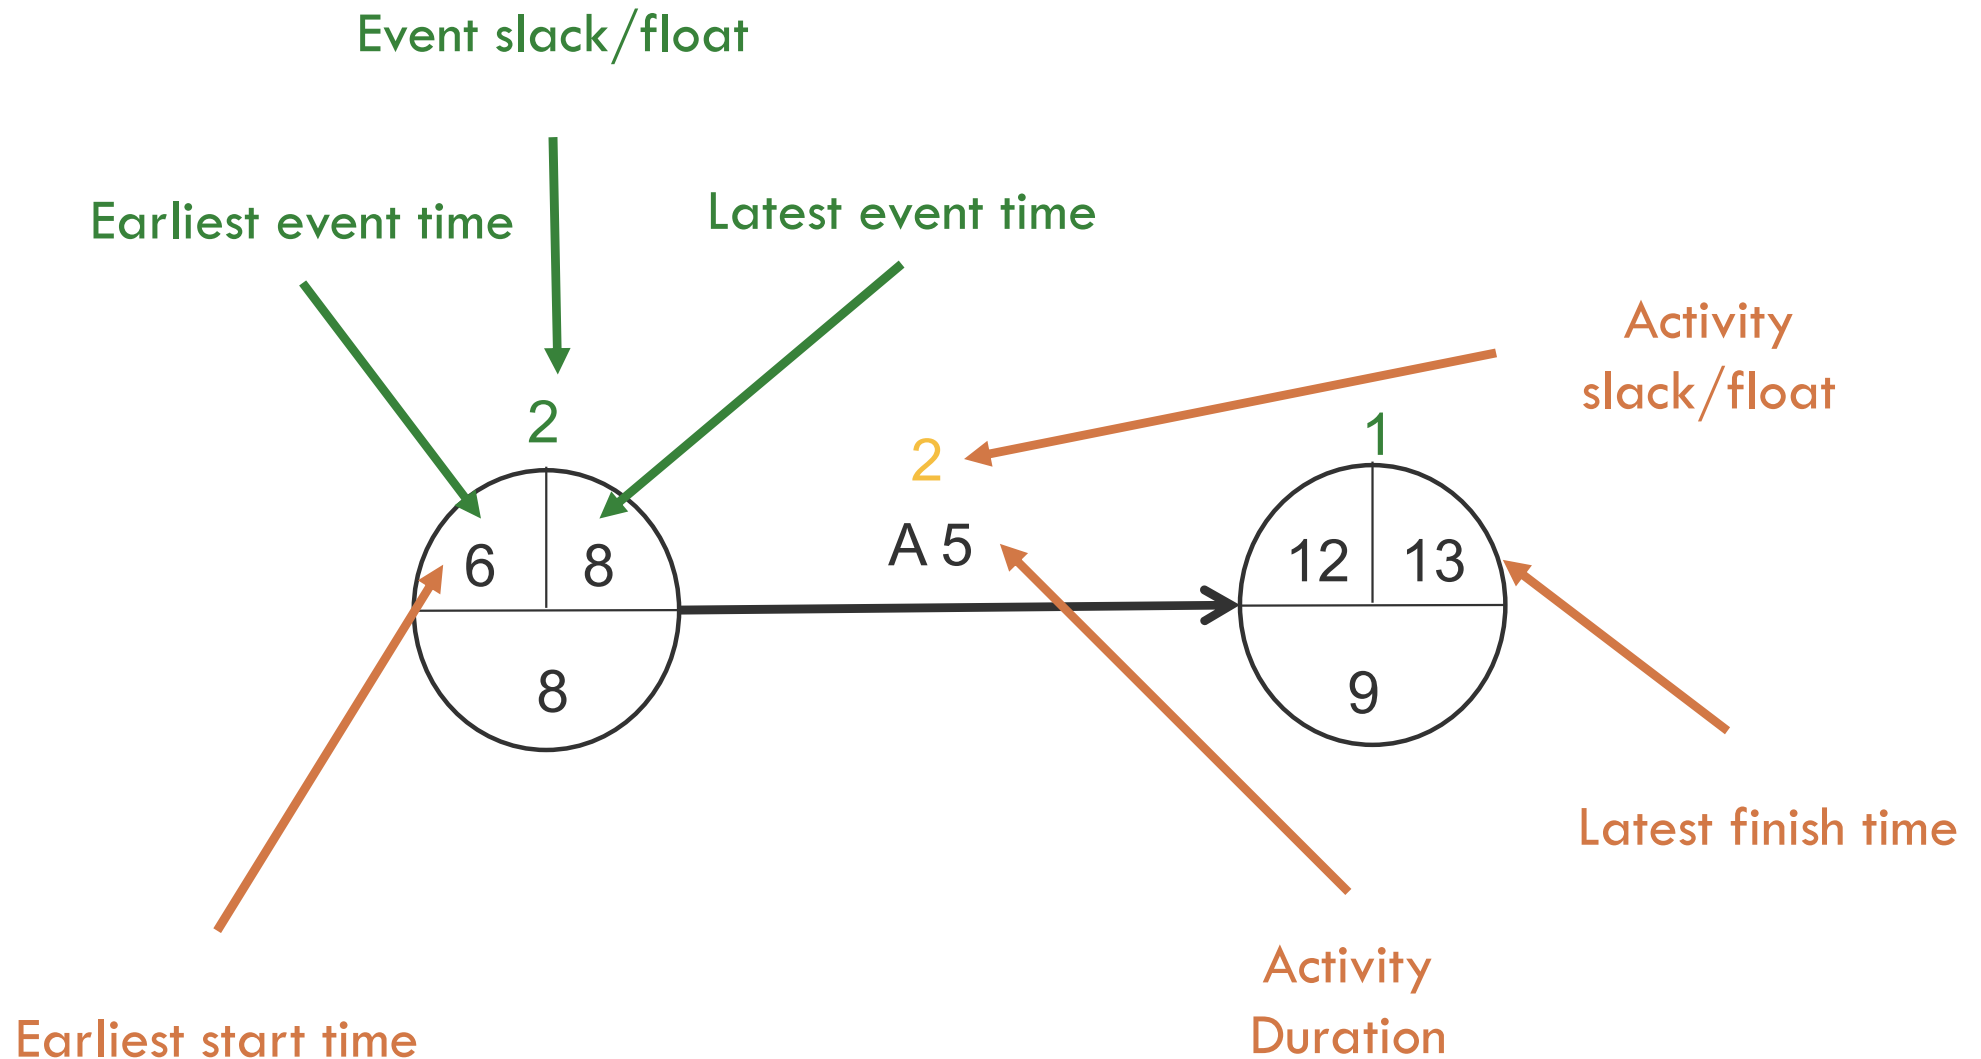 Event slack/float
Earliest event time
Latest event time
Activity
slack/float
2
2
1
6
8
A 5
12
13
8
9
Latest finish time
Activity
Duration
Earliest start time